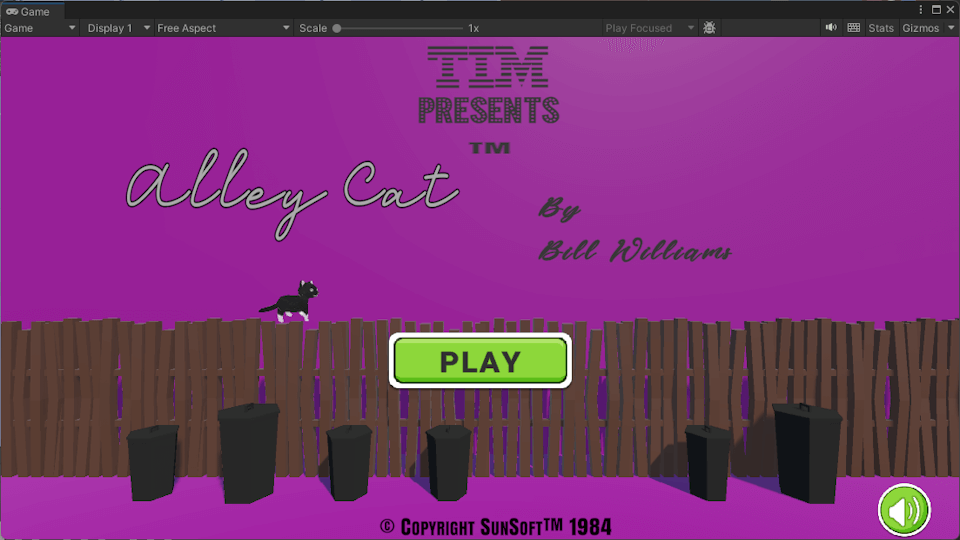 Game
Game Display 1 Free Aspect Scale 1x Play Focused Stats Gizmos
TIM
PRESENTS
TM
Alley Cat
By
Bill Williams
PLAY
© COPYRIGHT SUNSOFT™ 1984